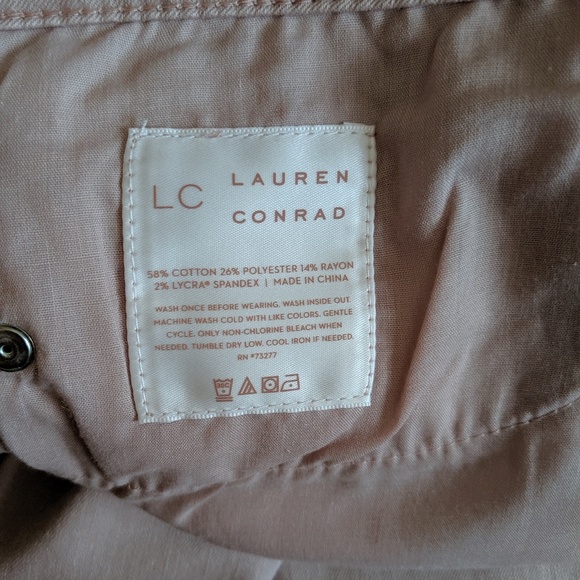 LC LAUREN
CONRAD
58% COTTON 26% POLYESTER 14% RAYON
2% LYCRA® SPANDEX | MADE IN CHINA
WASH ONCE BEFORE WEARING. WASH INSIDE OUT
MACHINE WASH COLD WITH LIKE COLORS. GENTLE
CYCLE. ONLY NON-CHLORINE BLEACH WHEN
NEEDED. TUMBLE DRY LOW. COOL IRON IF NEEDED.
RN #73277